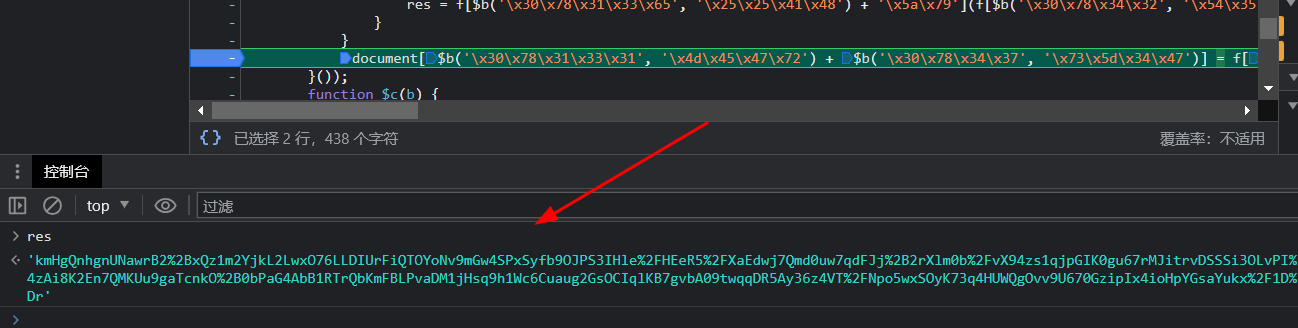 res = f[$b('\x30\x78\x31\x33\x65', '\x25\x25\x41\x48') + '\x5a\x79'](f[$b('\x30\x78\x34\x32', '\x54\x35
}
}
document[$b('\x30\x78\x31\x33\x31', '\x4d\x45\x47\x72') + $b('\x30\x78\x34\x37', '\x73\x5d\x34\x47')] = f[
}());
function $c(b) {
{} 已选择 2 行，438 个字符 覆盖率：不适用
控制台
top 过滤
> res
'kmHgQnhgnUNawrB2%2BxQz1m2YjkL2LwxO76LLDIUrFiQTOYoNv9mGw4SPxSyfb9OJPS3IHle%2FHEeR5%2FXaEdwj7Qmd0uw7qdFJj%2B2rXlm0b%2FvX94zs1qjpGIK0gu67rMJitrvDSSSi3OLvPI%
4zAi8K2En7QMKUu9gaTcnkO%2B0bPaG4AbB1RTrQbKmFBLPvaDM1jHsq9h1Wc6Cuaug2GsOCIqlKB7gvbA09twqqDR5Ay36z4VT%2FNpo5wxSOyK73q4HUWQgOvv9U670GzipIx4ioHpYGsaYukx%2F1D%
Dr'
>